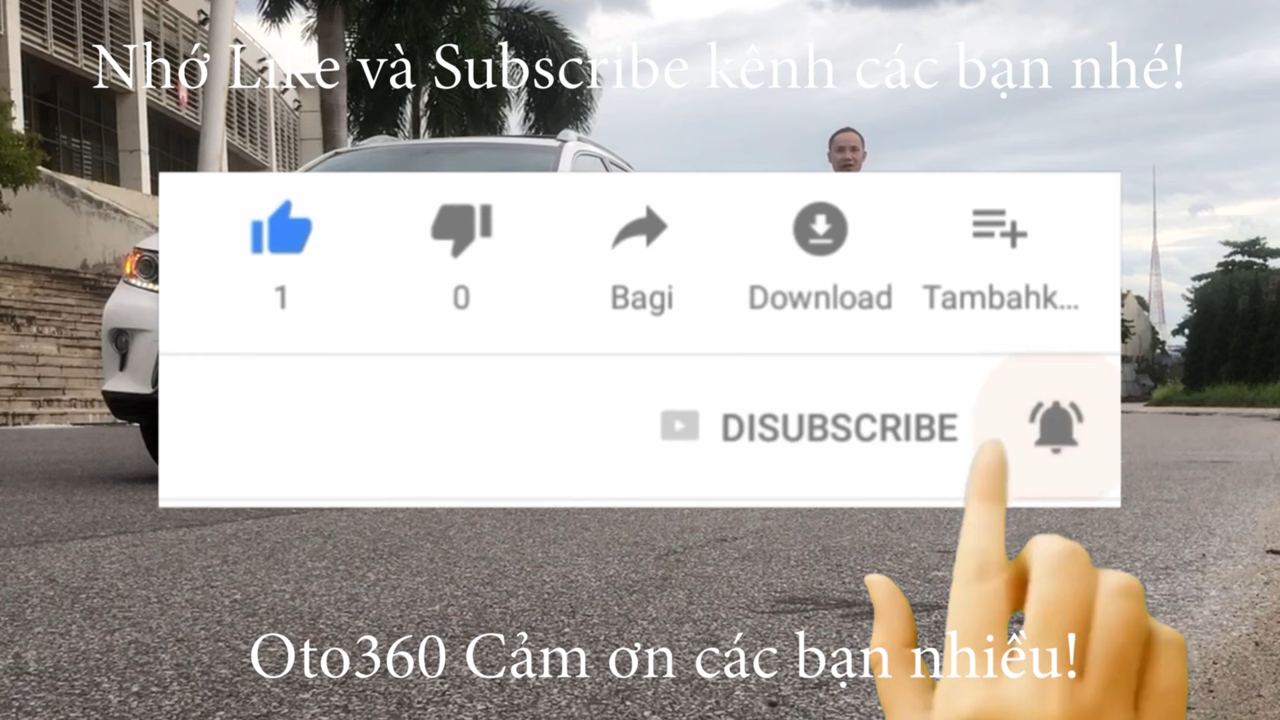 Nhớ Like và Subscribe kênh các bạn nhé!
1 0 Bagi Download Tambahk...
DISUBSCRIBE
Oto360 Cảm ơn các bạn nhiều!